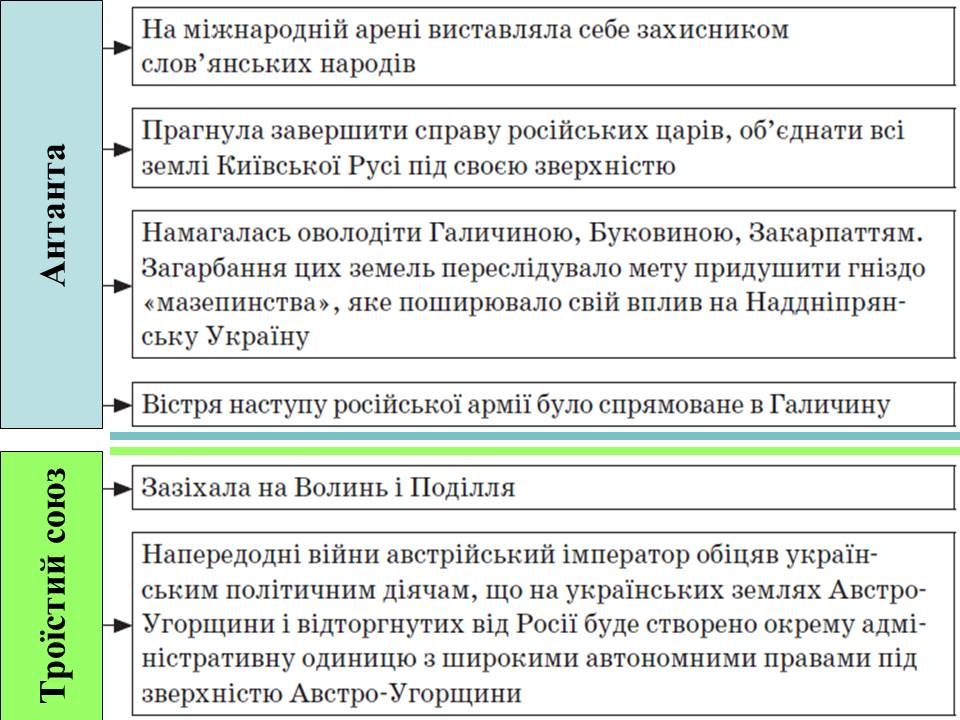 Антанта
На міжнародній арені виставляла себе захисником
слов’янських народів
Прагнула завершити справу російських царів, об’єднати всі
землі Київської Русі під своєю зверхністю
Намагалась оволодіти Галичиною, Буковиною, Закарпаттям.
Загарбання цих земель переслідувало мету придушити гніздо
«мазепинства», яке поширювало свій вплив на Наддніпрян-
ську Україну
Вістря наступу російської армії було спрямоване в Галичину
Троїстий союз
Зазіхала на Волинь і Поділля
Напередодні війни австрійський імператор обіцяв україн-
ським політичним діячам, що на українських землях Австро-
Угорщини і відторгнутих від Росії буде створено окрему адмі-
ністративну одиницю з широкими автономними правами під
зверхністю Австро-Угорщини